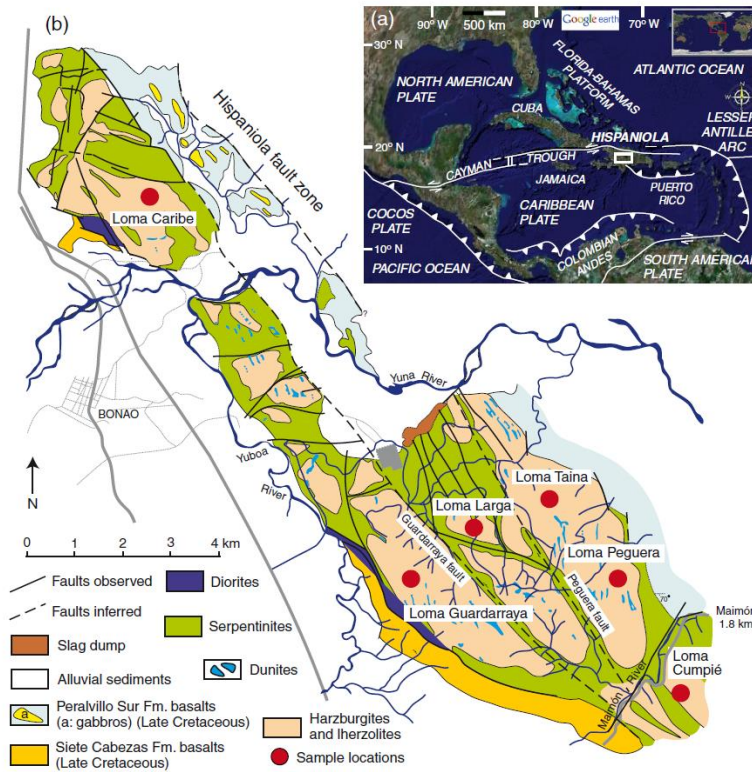 (b)
Hispaniola fault zone
Loma Caribe
BONAO
Yuna River
Yuboa
River
N
0 1 2 3 4 km
?
Loma Taina
Loma Larga
Loma Peguera
Guardarraya fault
Peguera fault
Loma Guardarraya
70°
Maimón
1.8 km
Loma
Cumpié
Maimón River
Faults observed
Faults inferred
Slag dump
Alluvial sediments
a
Peralvillo Sur Fm. basalts
(a: gabbros) (Late Cretaceous)
Siete Cabezas Fm. basalts
(Late Cretaceous)
Diorites
Serpentinites
Dunites
Harzburgites
and lherzolites
Sample locations
(a)
90°W
500 km
80°W
Google earth
70°W
30° N
NORTH AMERICAN
PLATE
FLORIDA-BAHAMAS
PLATFORM
ATLANTIC OCEAN
CUBA
HISPANIOLA
LESSER
ANTILLES
ARC
20° N
CAYMAN TROUGH
JAMAICA
PUERTO
RICO
COCOS
PLATE
CARIBBEAN
PLATE
10° N
PACIFIC OCEAN
COLOMBIAN
ANDES
SOUTH AMERICAN
PLATE